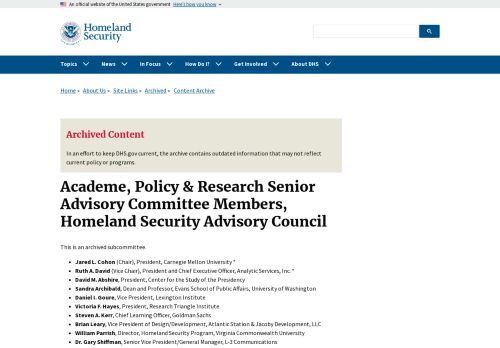 An official website of the United States government Here's how you know
Homeland
Security
Topics News In Focus How Do I? Get Involved About DHS
Home » About Us » Site Links » Archived » Content Archive
Archived Content
In an effort to keep DHS.gov current, the archive contains outdated information that may not reflect
current policy or programs.
Academe, Policy & Research Senior
Advisory Committee Members,
Homeland Security Advisory Council
This is an archived subcommittee.
Jared L. Cohon (Chair), President, Carnegie Mellon University *
Ruth A. David (Vice Chair), President and Chief Executive Officer, Analytic Services, Inc. *
David M. Abshire, President, Center for the Study of the Presidency
Sandra Archibald, Dean and Professor, Evans School of Public Affairs, University of Washington
Daniel I. Goure, Vice President, Lexington Institute
Victoria F. Hayes, President, Research Triangle Institute
Steven A. Kerr, Chief Learning Officer, Goldman Sachs
Brian Leary, Vice President of Design/Development, Atlantic Station & Jacoby Development, LLC
William Parrish, Director, Homeland Security Program, Virginia Commonwealth University
Dr. Gary Shiffman, Senior Vice President/General Manager, L-3 Communications